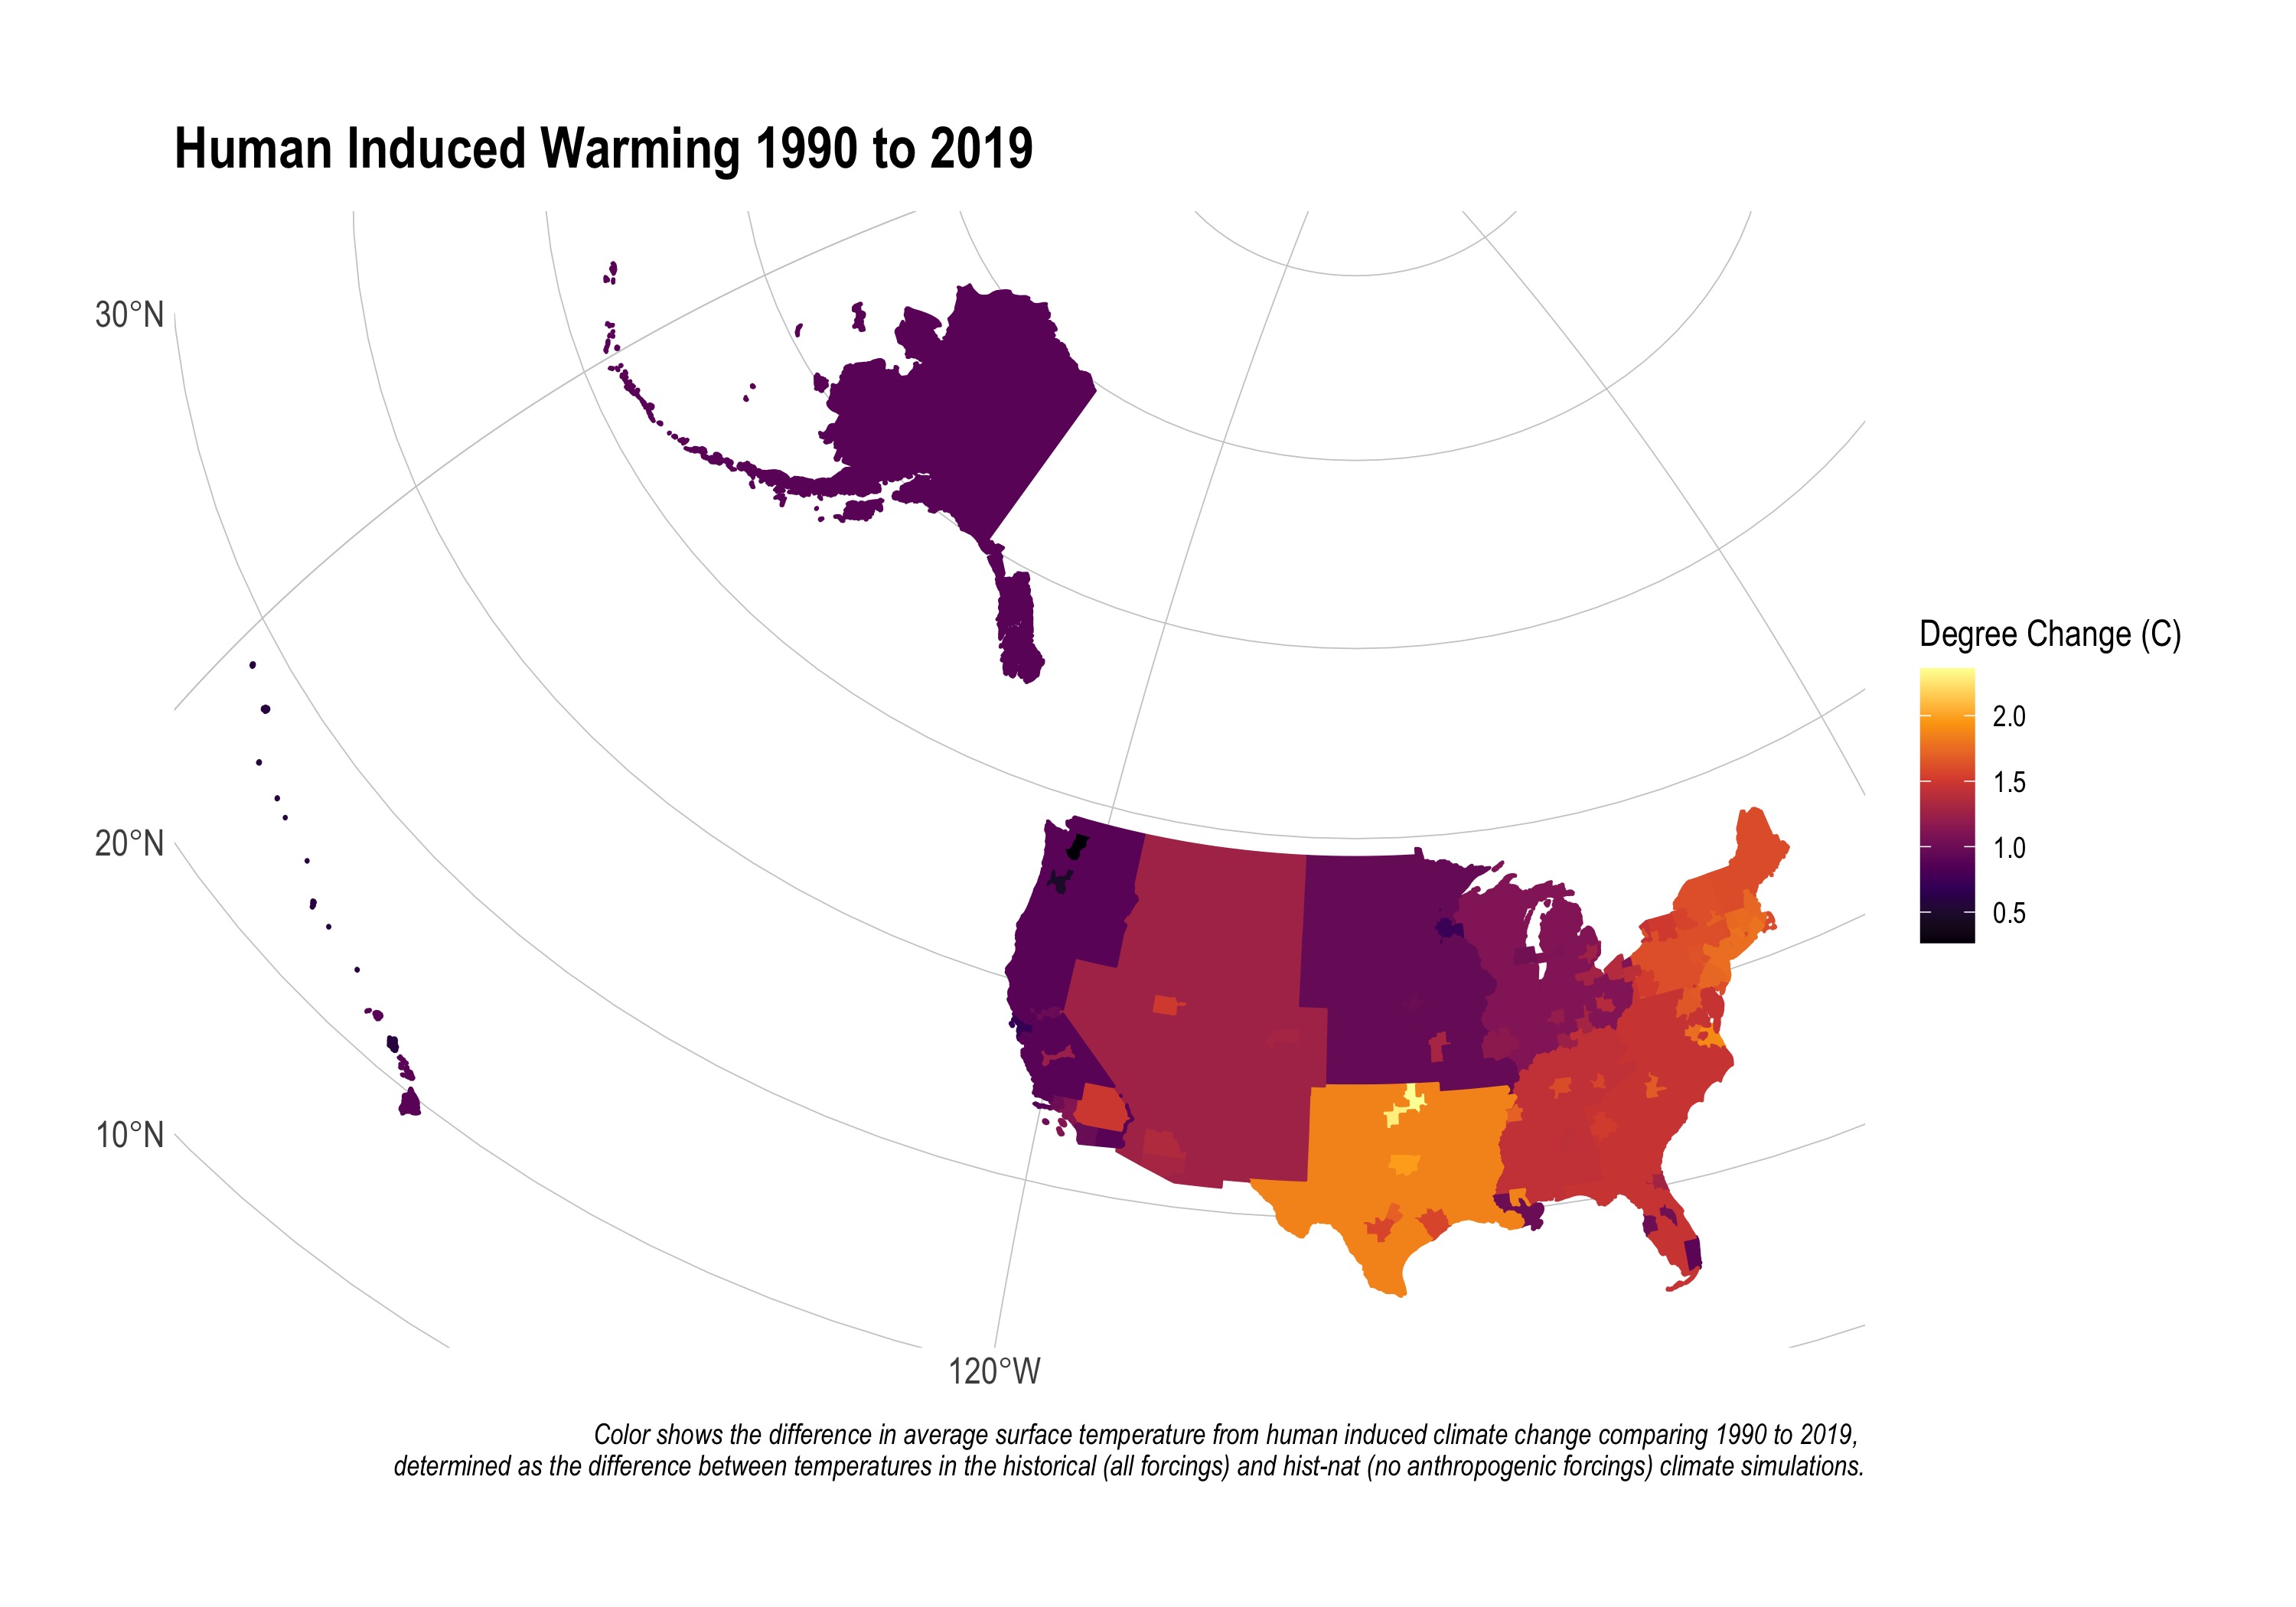 Human Induced Warming 1990 to 2019
30°N
20°N
10°N
120°W
Degree Change (C)
2.0
1.5
1.0
0.5
Color shows the difference in average surface temperature from human induced climate change comparing 1990 to 2019,
determined as the difference between temperatures in the historical (all forcings) and hist-nat (no anthropogenic forcings) climate simulations.